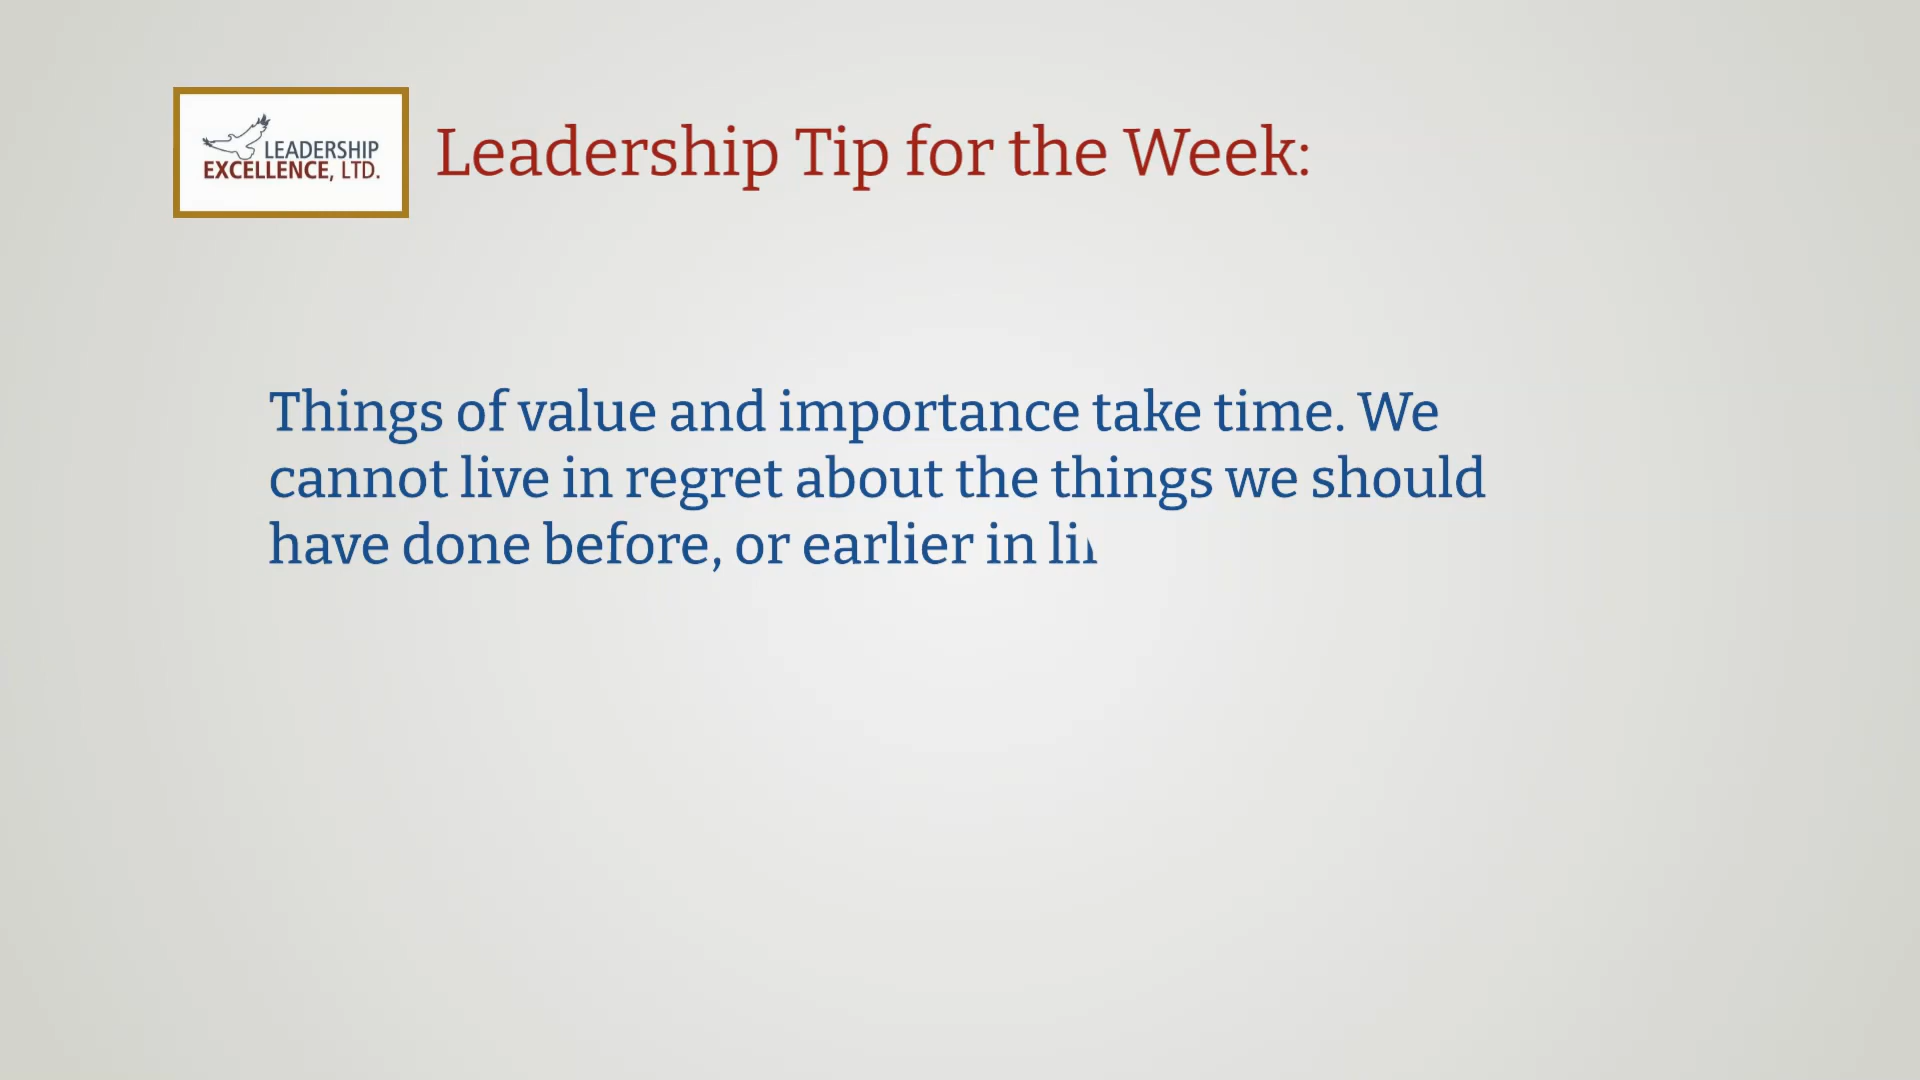 LEADERSHIP
EXCELLENCE, LTD.
Leadership Tip for the Week:
Things of value and importance take time. We
cannot live in regret about the things we should
have done before, or earlier in